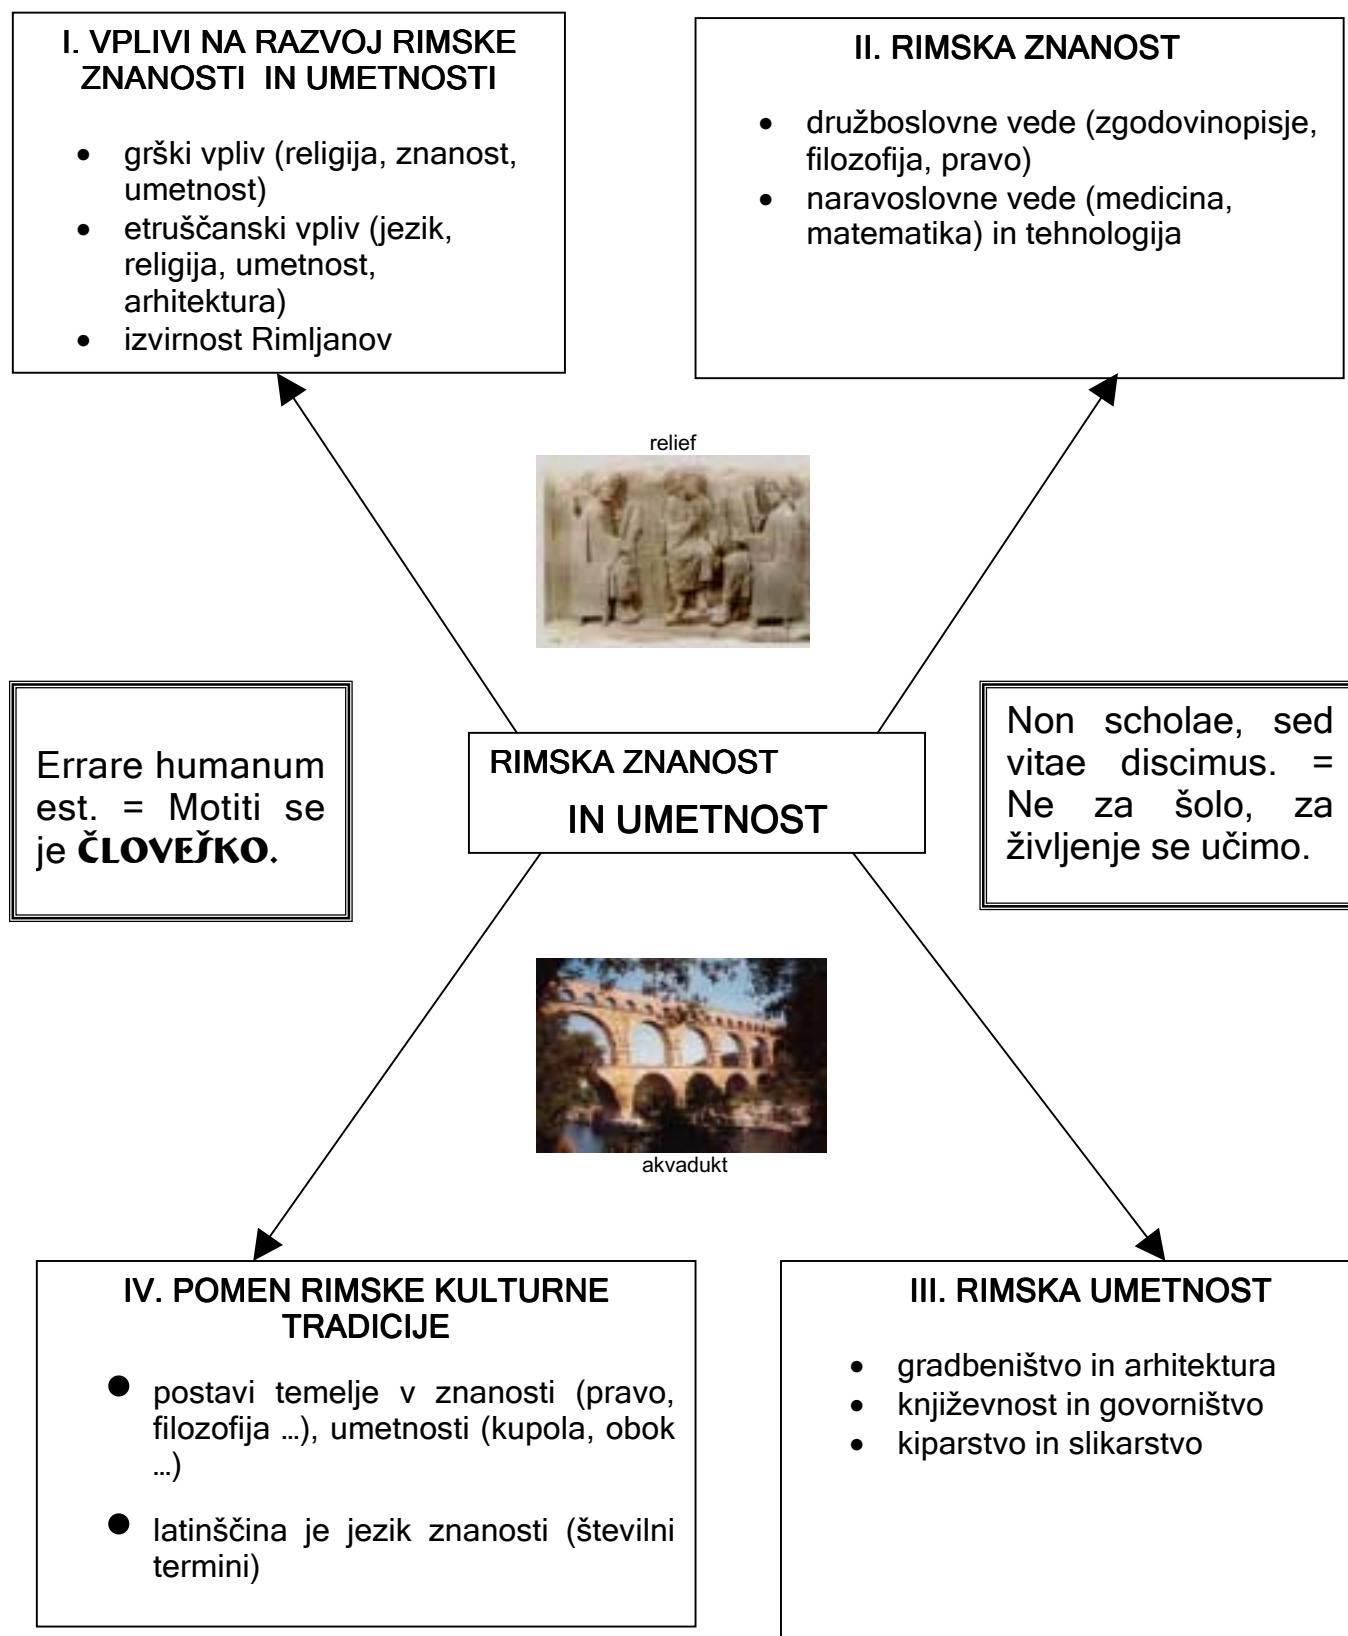 I. VPLIVI NA RAZVOJ RIMSKE
ZNANOSTI IN UMETNOSTI
• grški vpliv (religija, znanost,
umetnost)
• etruščanski vpliv (jezik,
religija, umetnost,
arhitektura)
• izvirnost Rimljanov
II. RIMSKA ZNANOST
• družboslovne vede (zgodovinopisje,
filozofija, pravo)
• naravoslovne vede (medicina,
matematika) in tehnologija
relief
Errare humanum
est. = Motiti se
je ČLOVEŠKO.
RIMSKA ZNANOST
IN UMETNOST
Non scholae, sed
vitae discimus. =
Ne za šolo, za
življenje se učimo.
akvadukt
IV. POMEN RIMSKE KULTURNE
TRADICIJE
• postavi temelje v znanosti (pravo,
filozofija ...), umetnosti (kupola, obok
...)
• latinščina je jezik znanosti (številni
termini)
III. RIMSKA UMETNOST
• gradbeništvo in arhitektura
• književnost in govorništvo
• kiparstvo in slikarstvo